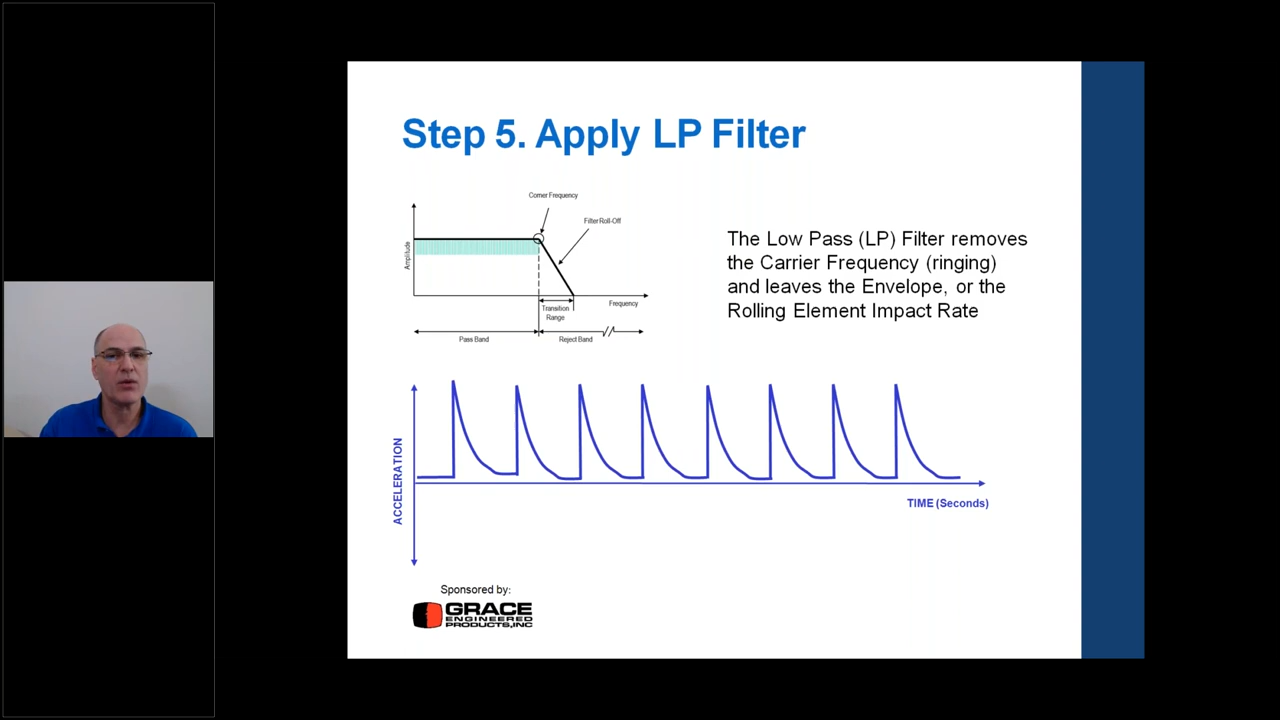 Step 5. Apply LP Filter
Corner Frequency
Filter Roll-Off
Amplitude
Frequency
Transition
Range
Pass Band
Reject Band
The Low Pass (LP) Filter removes
the Carrier Frequency (ringing)
and leaves the Envelope, or the
Rolling Element Impact Rate
ACCELERATION
TIME (Seconds)
Sponsored by:
GRACE
ENGINEERED
PRODUCTS,INC